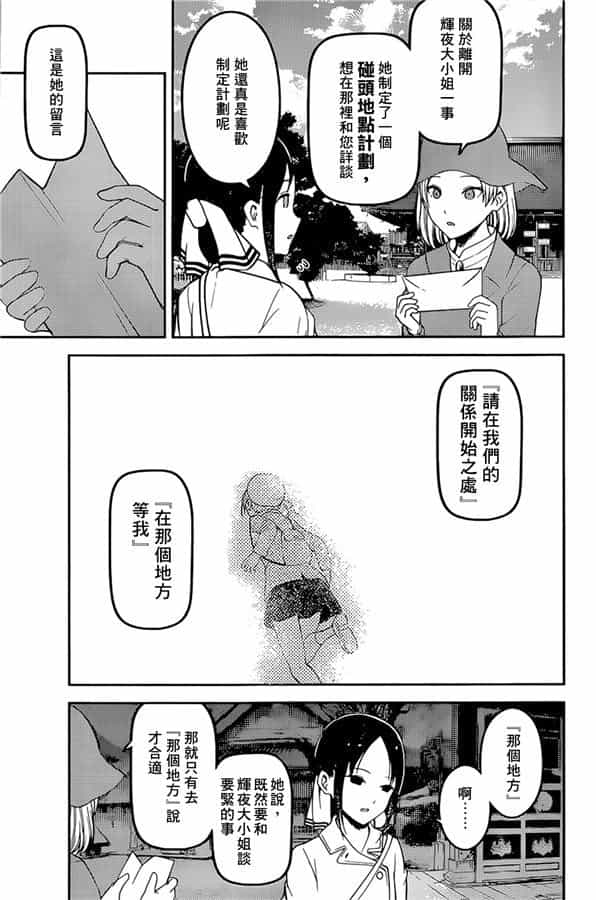 關於離開
輝夜大小姐一事
她制定了一個
碰頭地點計劃，
想在那裡和您詳談
她還真是喜歡
制定計劃呢
這是她的留言
『請在我們的
關係開始之處』
『在那個地方
等我』
『那個地方』
啊……
她說，
既然要和
輝夜大小姐談
要緊的事
那就只有去
『那個地方』說
才合適